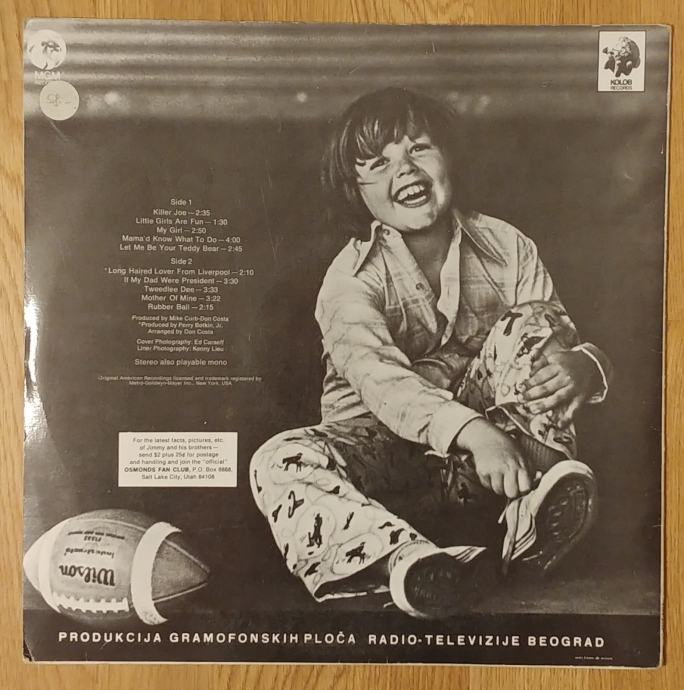 MGM
RECORDS
KOLOB
RECORDS
Side 1
Killer Joe—2:35
Little Girls Are Fun—1:30
My Girl—2:50
Mama'd Know What To Do—4:00
Let Me Be Your Teddy Bear—2:45
Side 2
*Long Haired Lover From Liverpool—2:10
If My Dad Were President—3:30
Tweedlee Dee—3:33
Mother Of Mine—3:22
Rubber Ball—2:15
Produced by Mike Curb-Don Costa
*Produced by Perry Botkin, Jr.
Arranged by Don Costa
Cover Photography: Ed Caraeff
Liner Photography: Kenny Lieu
Stereo also playable mono
Original American Recordings licensed and trademark registered by
Metro-Goldwyn-Mayer Inc., New York, USA
For the latest facts, pictures, etc.
of Jimmy and his brothers—
send $2 plus 25¢ for postage
and handling and join the "official"
OSMONDS FAN CLUB, P.O. Box 8888,
Salt Lake City, Utah 84108
Wilson
PRODUKCIJA GRAMOFONSKIH PLOČA RADIO-TELEVIZIJE BEOGRAD